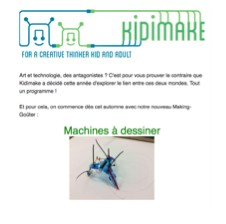 KIDIMAKE
FOR A CREATIVE THINKER KID AND ADULT
Art et technologie, des antagonistes ? C'est pour vous prouver le contraire que
Kidimake a décidé cette année d'explorer le lien entre ces deux mondes. Tout
un programme !
Et pour cela, on commence dès cet automne avec notre nouveau Making-
Goûter :
Machines à dessiner